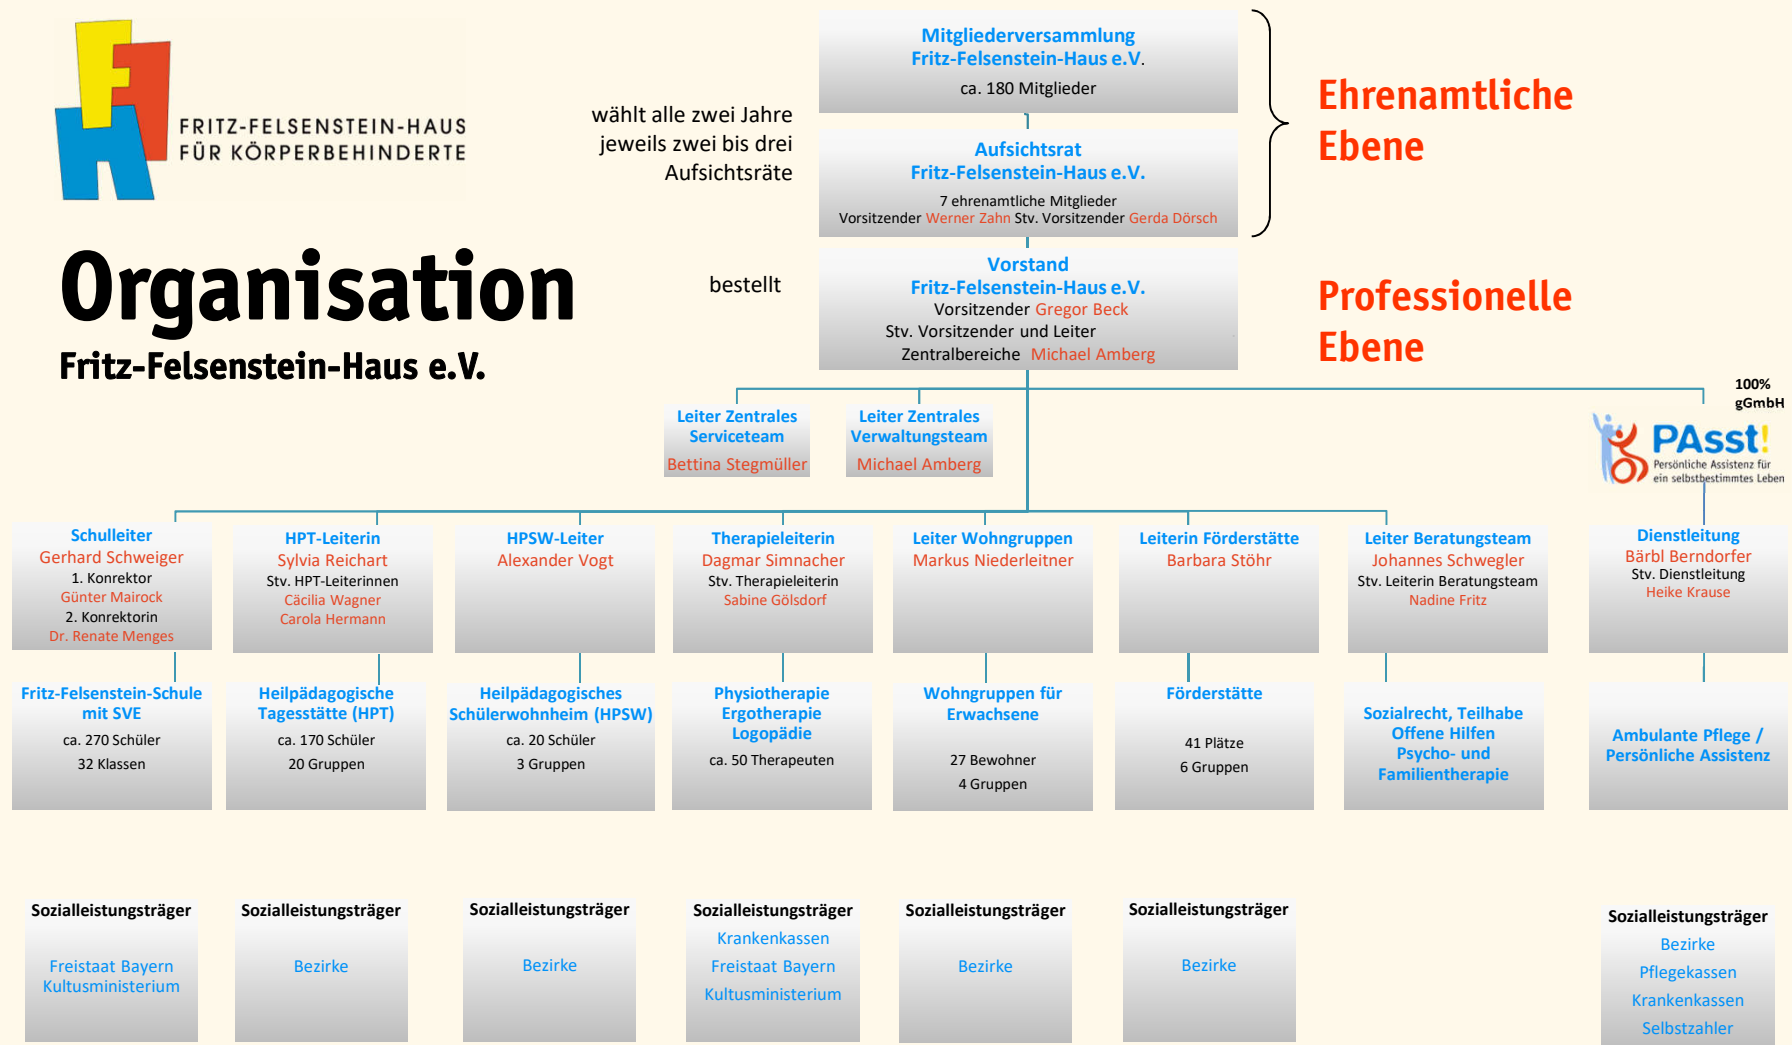 FRITZ-FELSENSTEIN-HAUS
FÜR KÖRPERBEHINDERTE
Organisation
Fritz-Felsenstein-Haus e.V.
wählt alle zwei Jahre
jeweils zwei bis drei
Aufsichtsräte
Mitgliederversammlung
Fritz-Felsenstein-Haus e.V.
ca. 180 Mitglieder
Aufsichtsrat
Fritz-Felsenstein-Haus e.V.
7 ehrenamtliche Mitglieder
Vorsitzender Werner Zahn Stv. Vorsitzender Gerda Dörsch
Ehrenamtliche
Ebene
bestellt
Vorstand
Fritz-Felsenstein-Haus e.V.
Vorsitzender Gregor Beck
Stv. Vorsitzender und Leiter
Zentralbereiche Michael Amberg
Professionelle
Ebene
Leiter Zentrales
Serviceteam
Bettina Stegmüller
Leiter Zentrales
Verwaltungsteam
Michael Amberg
100%
gGmbH
PAsst!
Persönliche Assistenz für
ein selbstbestimmtes Leben
Schulleiter
Gerhard Schweiger
1. Konrektor
Günter Mairock
2. Konrektorin
Dr. Renate Menges
HPT-Leiterin
Sylvia Reichart
Stv. HPT-Leiterinnen
Cäcilia Wagner
Carola Hermann
HPSW-Leiter
Alexander Vogt
Therapieleiterin
Dagmar Simnacher
Stv. Therapieleiterin
Sabine Gölsdorf
Leiter Wohngruppen
Markus Niederleitner
Leiterin Förderstätte
Barbara Stöhr
Leiter Beratungsteam
Johannes Schwegler
Stv. Leiterin Beratungsteam
Nadine Fritz
Dienstleitung
Bärbl Berndorfer
Stv. Dienstleitung
Heike Krause
Fritz-Felsenstein-Schule
mit SVE
ca. 270 Schüler
32 Klassen
Heilpädagogische
Tagesstätte (HPT)
ca. 170 Schüler
20 Gruppen
Heilpädagogisches
Schülerwohnheim (HPSW)
ca. 20 Schüler
3 Gruppen
Physiotherapie
Ergotherapie
Logopädie
ca. 50 Therapeuten
Wohngruppen für
Erwachsene
27 Bewohner
4 Gruppen
Förderstätte
41 Plätze
6 Gruppen
Sozialrecht, Teilhabe
Offene Hilfen
Psycho- und
Familientherapie
Ambulante Pflege /
Persönliche Assistenz
Sozialleistungsträger
Freistaat Bayern
Kultusministerium
Sozialleistungsträger
Bezirke
Sozialleistungsträger
Bezirke
Sozialleistungsträger
Krankenkassen
Freistaat Bayern
Kultusministerium
Sozialleistungsträger
Bezirke
Sozialleistungsträger
Bezirke
Sozialleistungsträger
Bezirke
Pflegekassen
Krankenkassen
Selbstzahler